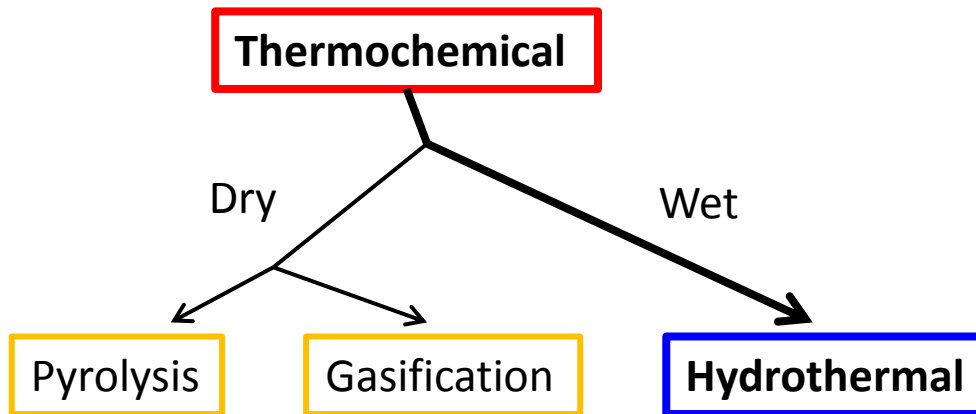 Thermochemical
Dry
Wet
Pyrolysis
Gasification
Hydrothermal